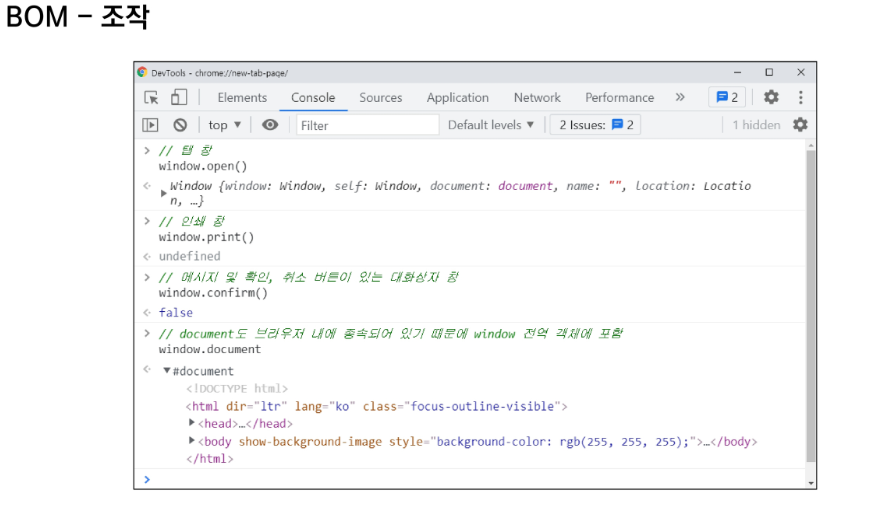 BOM – 조작
DevTools - chrome://new-tab-page/
Elements Console Sources Application Network Performance »
2
top ▼ Filter Default levels ▼ 2 Issues: 2 1 hidden
> // 탭 창
window.open()
Window {window: Window, self: Window, document: document, name: "", location: Locatio
n, …}
> // 인쇄 창
window.print()
undefined
> // 메시지 및 확인, 취소 버튼이 있는 대화상자 창
window.confirm()
false
> // document도 브라우저 내에 종속되어 있기 때문에 window 전역 객체에 포함
window.document
▼#document
<!DOCTYPE html>
<html dir="ltr" lang="ko" class="focus-outline-visible">
▶<head>…</head>
▶<body show-background-image style="background-color: rgb(255, 255, 255);">…</body>
</html>
>